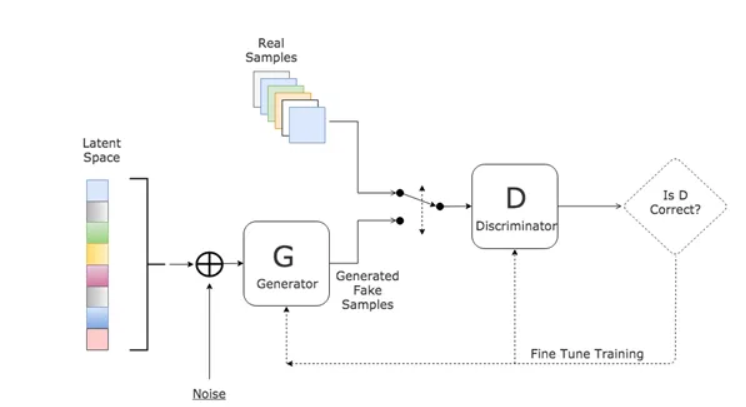 Real
Samples
Latent
Space
D
Discriminator
Is D
Correct?
G
Generator
Generated
Fake
Samples
Fine Tune Training
Noise